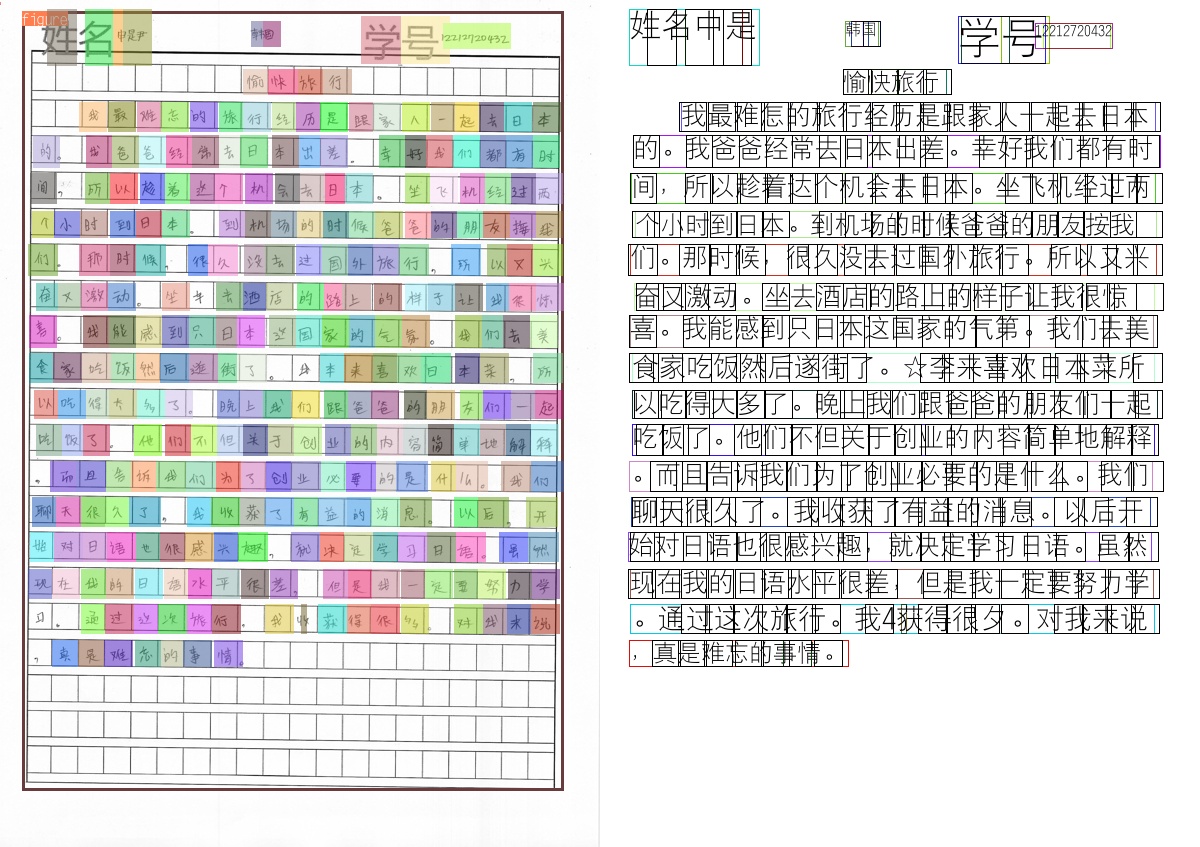 figure
姓名 申是尹 韩国 学号 12212720432
愉快旅行
我最难忘的旅行经历是跟家人一起去日本
的。我爸爸经常去日本出差。幸好我们都有时
间，所以趁着这个机会去日本。坐飞机经过两
个小时到日本。到机场的时候爸爸的朋友接我
们。那时候，很久没去过国外旅行，所以又兴
奋又激动。坐车去酒店的路上的样子让我很惊
喜。我能感到只日本这国家的气氛。我们去美
食家吃饭然后逛街了。本来喜欢日本菜，所
以吃得太多了。晚上我们跟爸爸的朋友们一起
吃饭了。他们不但关于创业的内容简单地解释
，而且告诉我们为了创业必要的是什么。我们
聊天很久了。我收获了有益的消息。以后开
始对日语也很感兴趣，就决定学习日语。虽然
现在我的日语水平很差，但是我一定要努力学
习。通过这次旅行。我收获得很多。对我来说
，真是难忘的事情。
姓名中是 韩国 学号 12212720432
愉快旅行
我最难怎的旅行经历是跟家人一起去日本
的。我爸爸经常去日本出差。幸好我们都有时
间，所以趁着达个机会去日本。坐飞机经过两
个小时到日本。到机场的时候爸爸的朋友按我
们。那时候，很久没去过国外旅行。所以又米
奋又激动。坐去酒店的路上的样子让我很惊
喜。我能感到只日本这国家的气第。我们去美
食家吃饭然后遂街了。☆李来喜欢日本菜所
以吃得大多了。晚上我们跟爸爸的朋友们一起
吃饭了。他们不但关于创业的内容简单地解释
。而且告诉我们为了创业必要的是什么。我们
聊天很久了。我收获了有益的消息。以后开
始对日语也很感兴趣，就决定学习日语。虽然
现在我的日语水平很差，但是我一定要努力学
。通过这次旅行。我4获得很夕。对我来说
，真是难忘的事情。